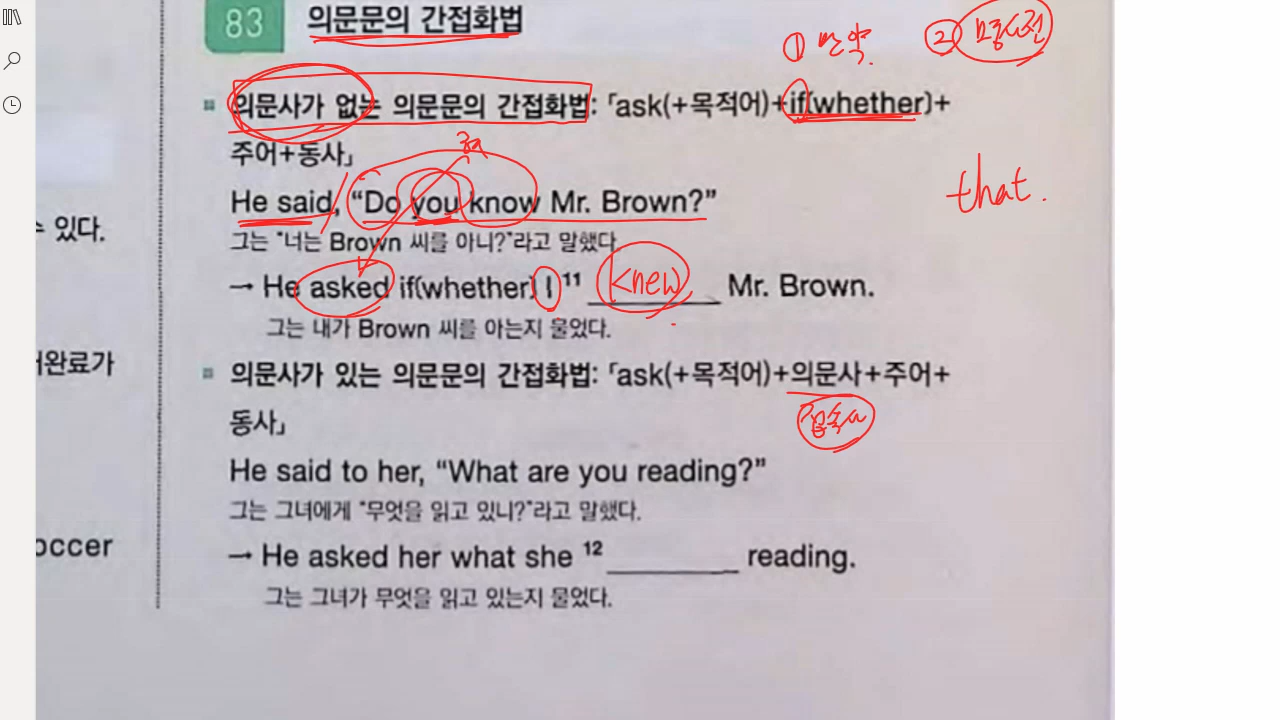 83 의문문의 간접화법
① 만약 ②
의문사가 없는 의문문의 간접화법: 「ask(+목적어)+if(whether)+
주어+동사」
that.
He said, “Do you know Mr. Brown?”
있다.
그는 “너는 Brown 씨를 아니?”라고 말했다.
→ He asked if(whether) I ¹¹ knew Mr. Brown.
그는 내가 Brown 씨를 아는지 물었다.
완료가
의문사가 있는 의문문의 간접화법: 「ask(+목적어)+의문사+주어+
접속사
동사」
He said to her, “What are you reading?”
그는 그녀에게 “무엇을 읽고 있니?”라고 말했다.
occer
→ He asked her what she ¹² ________ reading.
그는 그녀가 무엇을 읽고 있는지 물었다.